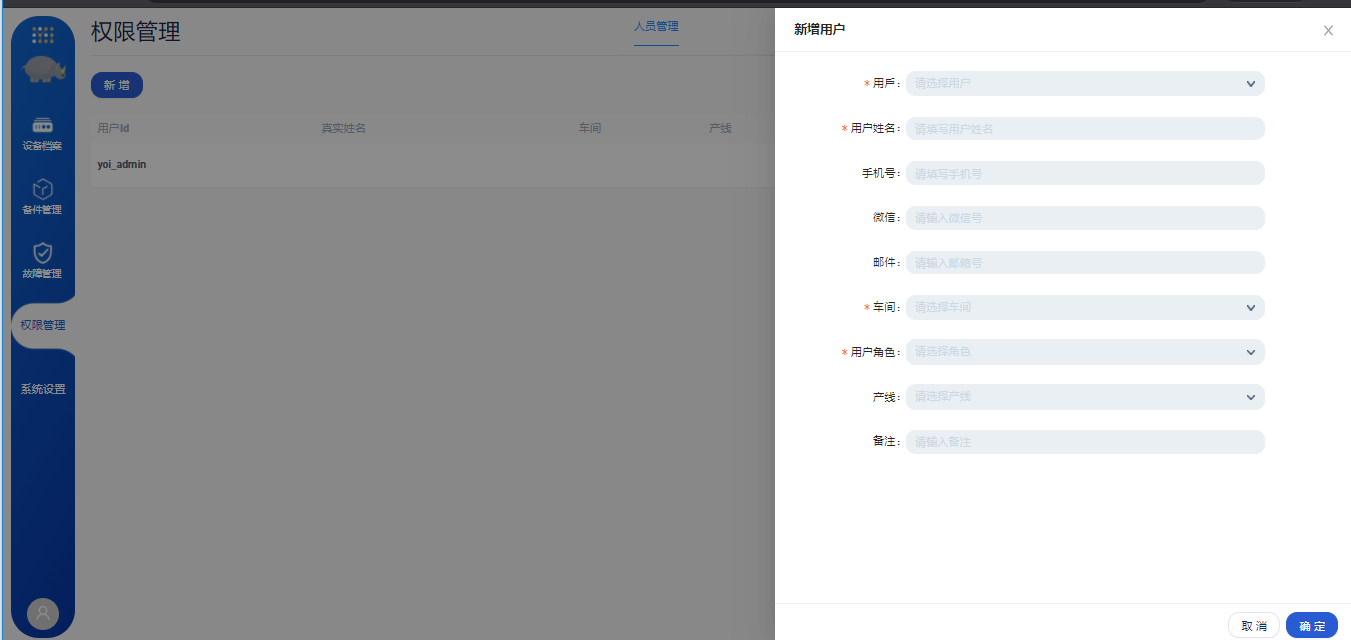 设备档案
备件管理
故障管理
权限管理
系统设置
权限管理
人员管理
新增
用户Id 真实姓名 车间 产线
yoi_admin
新增用户
* 用戶: 请选择用户
* 用户姓名: 请填写用户姓名
手机号: 请填写手机号
微信: 请输入微信号
邮件: 请输入邮箱号
* 车间: 请选择车间
* 用户角色: 请选择角色
产线: 请选择产线
备注: 请输入备注
取消 确定